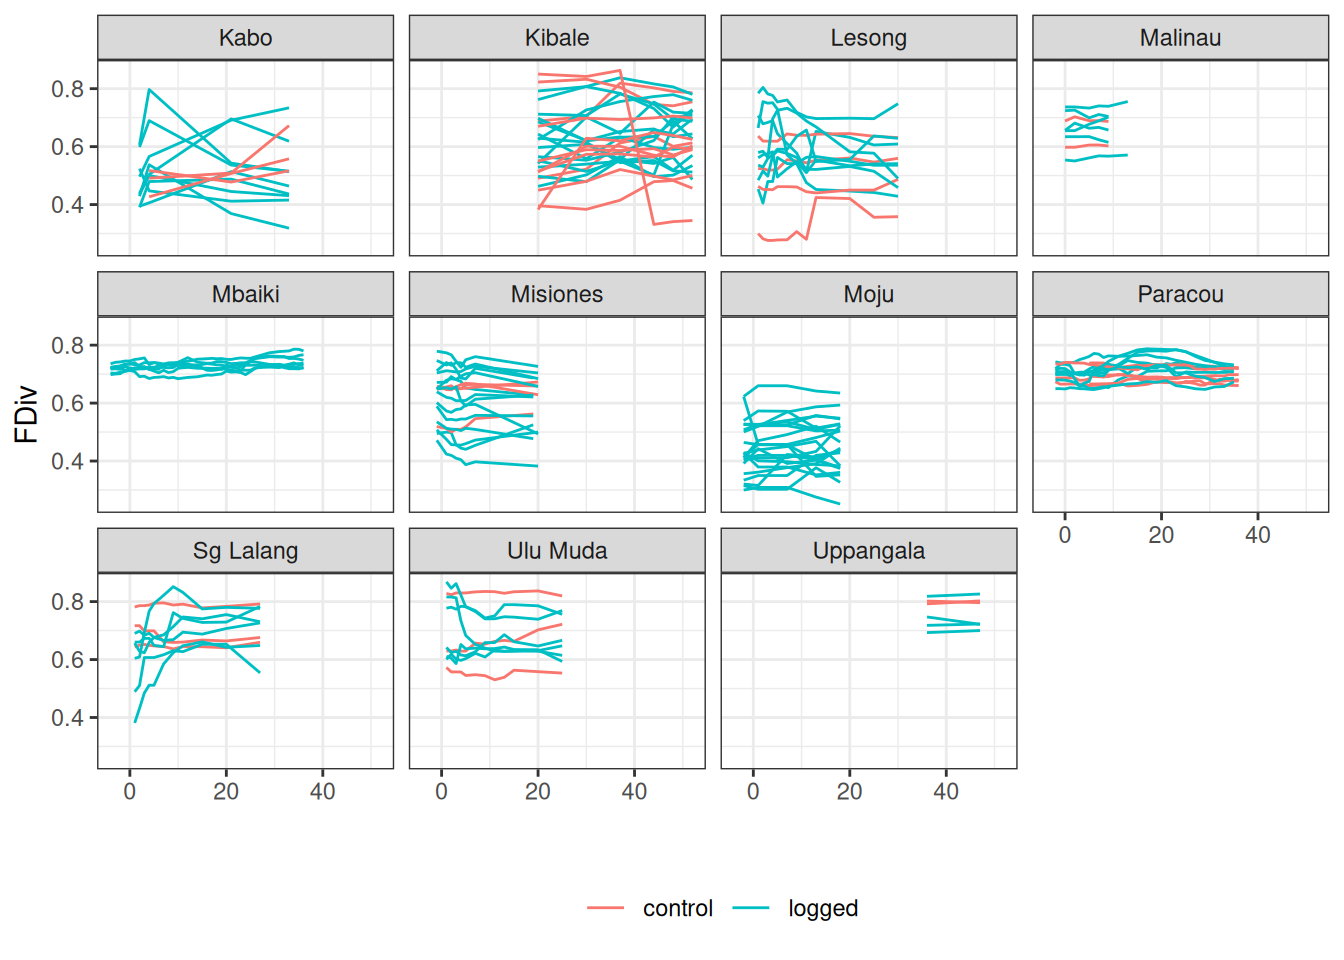 Kabo Kibale Lesong Malinau
0.8
0.6
0.4
Mbaiki Misiones Moju Paracou
0.8
0.6
0.4
FDiv
0 20 40
Sg Lalang Ulu Muda Uppangala
0.8
0.6
0.4
0 20 40 0 20 40 0 20 40
control logged